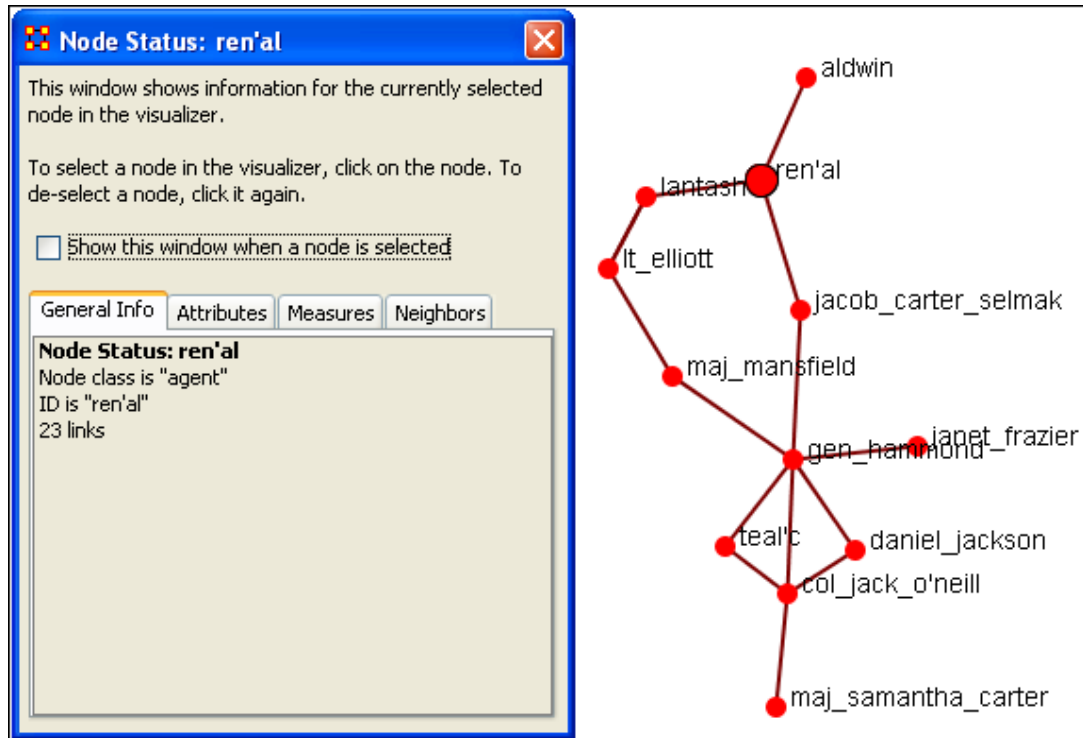 Node Status: ren'al
This window shows information for the currently selected
node in the visualizer.
To select a node in the visualizer, click on the node. To
de-select a node, click it again.
Show this window when a node is selected
General Info
Attributes
Measures
Neighbors
Node Status: ren'al
Node class is "agent"
ID is "ren'al"
23 links
aldwin
ren'al
lantash
lt_elliott
jacob_carter_selmak
maj_mansfield
janet_frazier
gen_hammond
teal'c
daniel_jackson
col_jack_o'neill
maj_samantha_carter